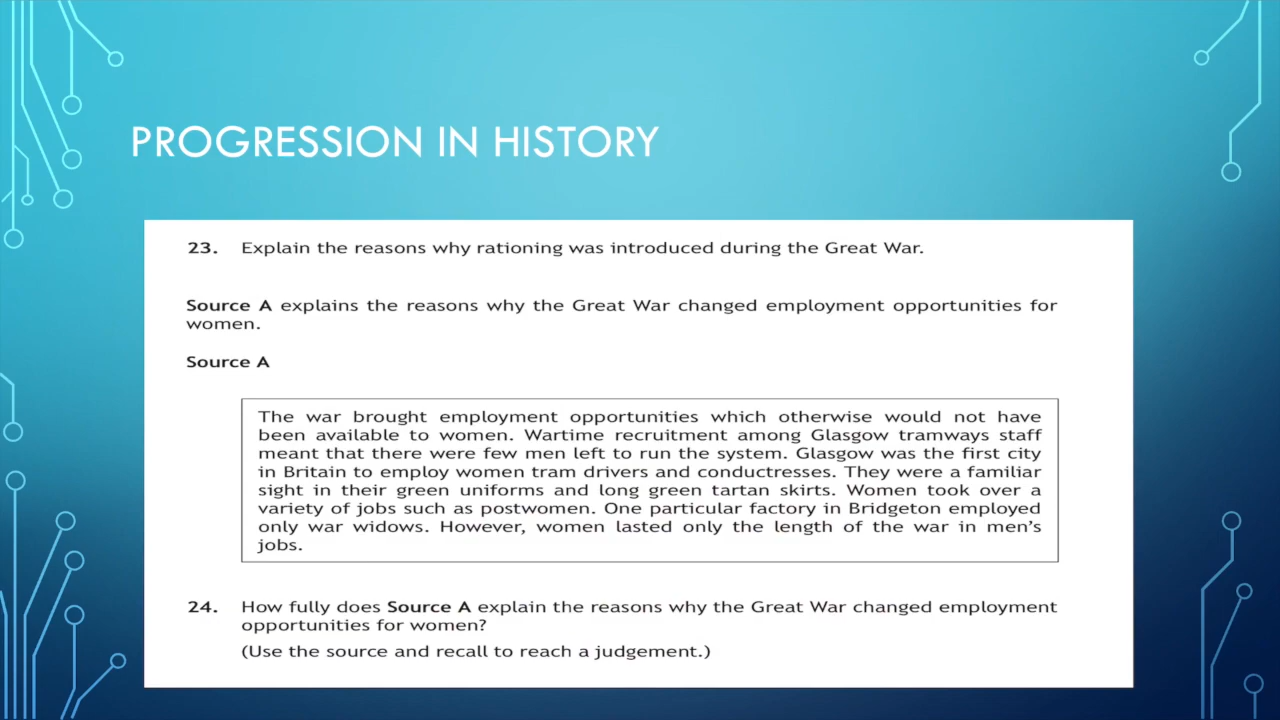 PROGRESSION IN HISTORY
23. Explain the reasons why rationing was introduced during the Great War.
Source A explains the reasons why the Great War changed employment opportunities for
women.
Source A
The war brought employment opportunities which otherwise would not have
been available to women. Wartime recruitment among Glasgow tramways staff
meant that there were few men left to run the system. Glasgow was the first city
in Britain to employ women tram drivers and conductresses. They were a familiar
sight in their green uniforms and long green tartan skirts. Women took over a
variety of jobs such as postwomen. One particular factory in Bridgeton employed
only war widows. However, women lasted only the length of the war in men's
jobs.
24. How fully does Source A explain the reasons why the Great War changed employment
opportunities for women?
(Use the source and recall to reach a judgement.)